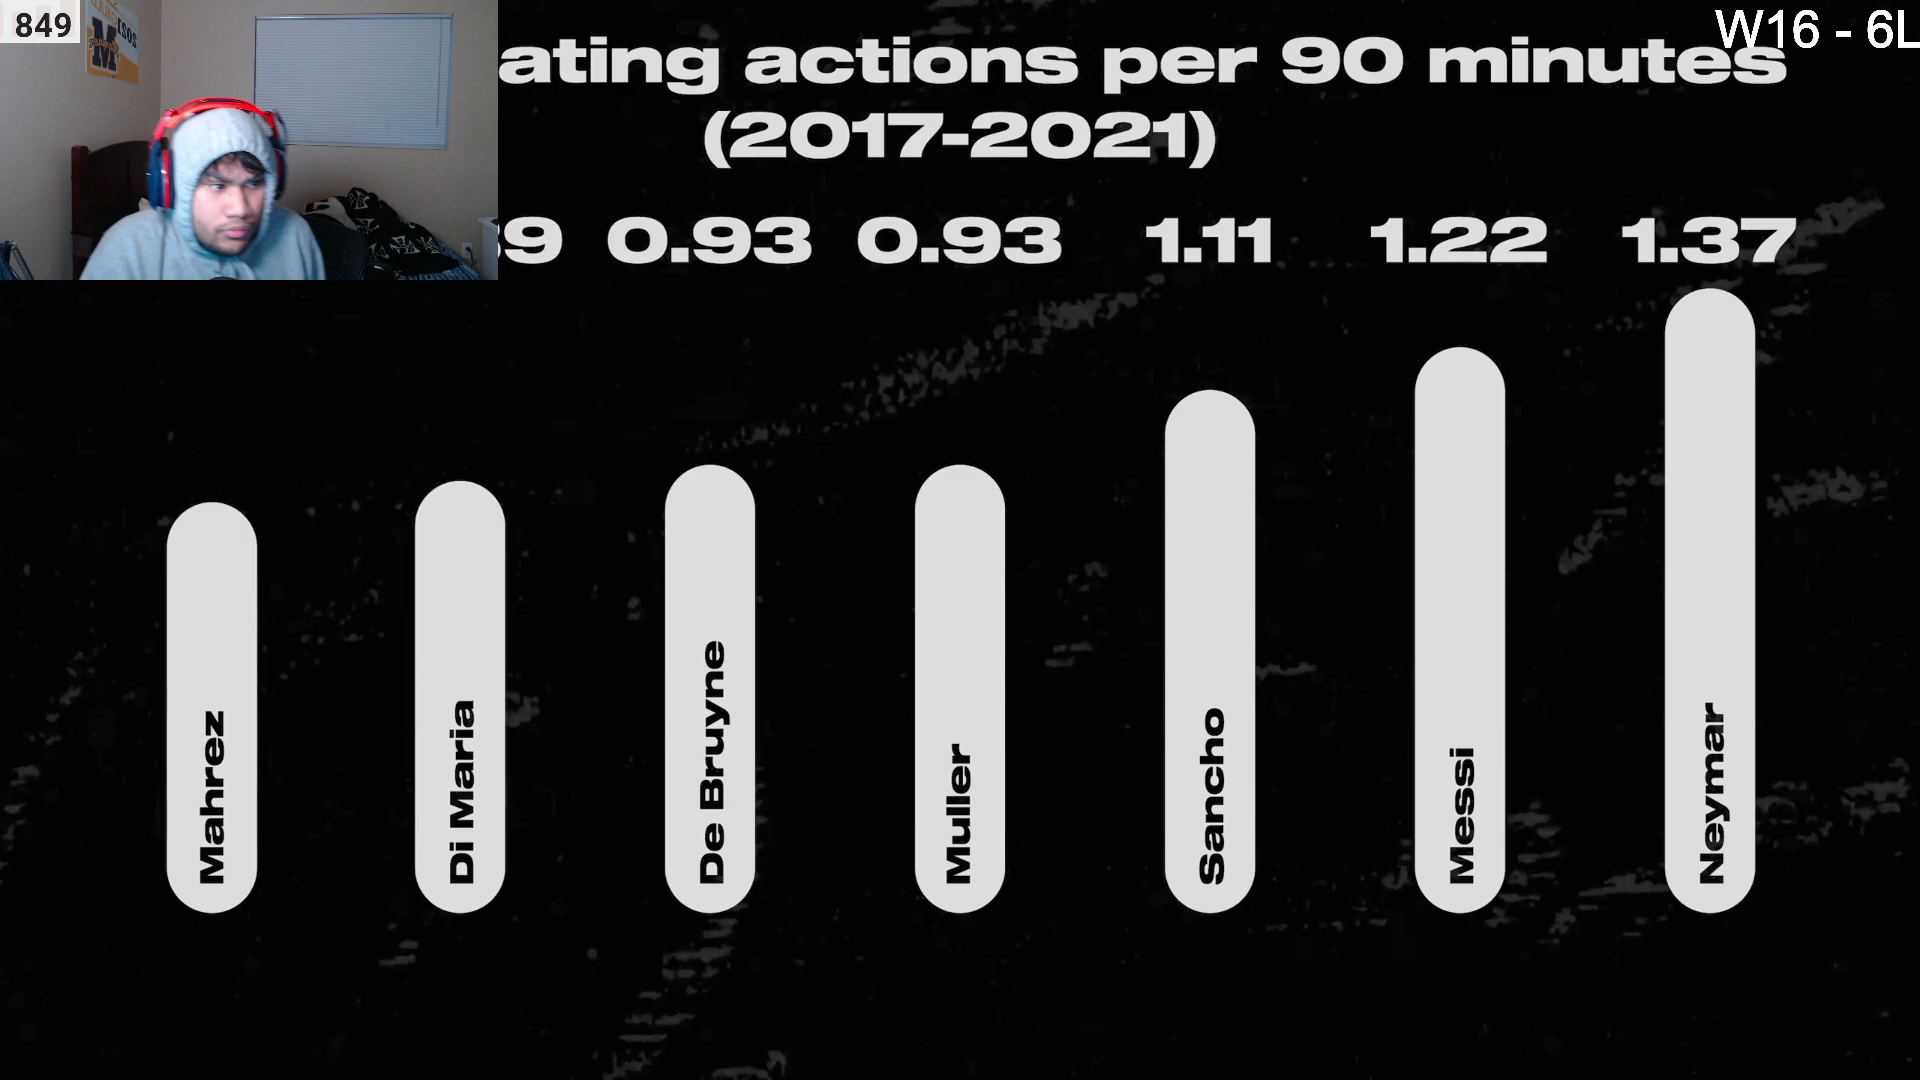 849
W16 - 6L
ating actions per 90 minutes
(2017-2021)
9 0.93 0.93 1.11 1.22 1.37
Mahrez
Di Maria
De Bruyne
Muller
Sancho
Messi
Neymar